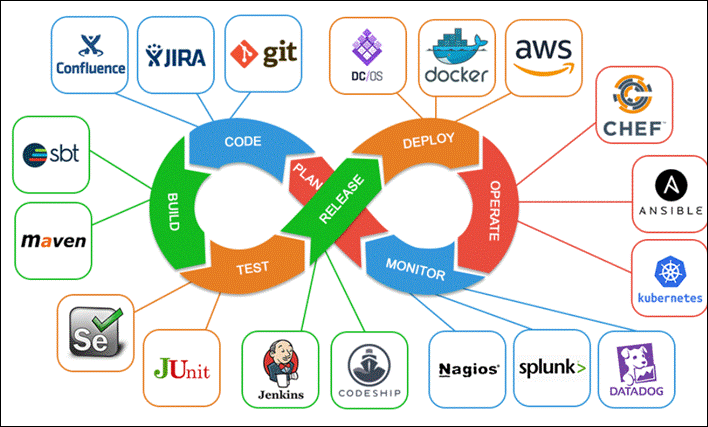 Confluence
JIRA
git
DC/OS
docker
aws
CHEF™
sbt
CODE
DEPLOY
PLAN
RELEASE
BUILD
OPERATE
ANSIBLE
maven
TEST
MONITOR
kubernetes
Se
JUnit
Jenkins
CODESHIP
Nagios®
splunk>
DATADOG